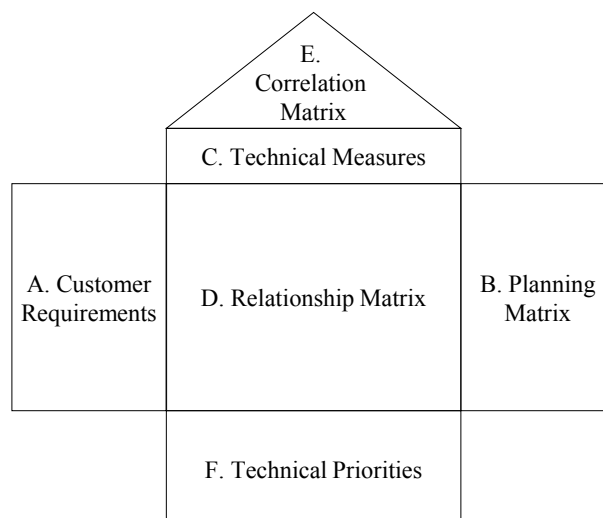 E.
Correlation
Matrix
C. Technical Measures
A. Customer
Requirements
D. Relationship Matrix
B. Planning
Matrix
F. Technical Priorities